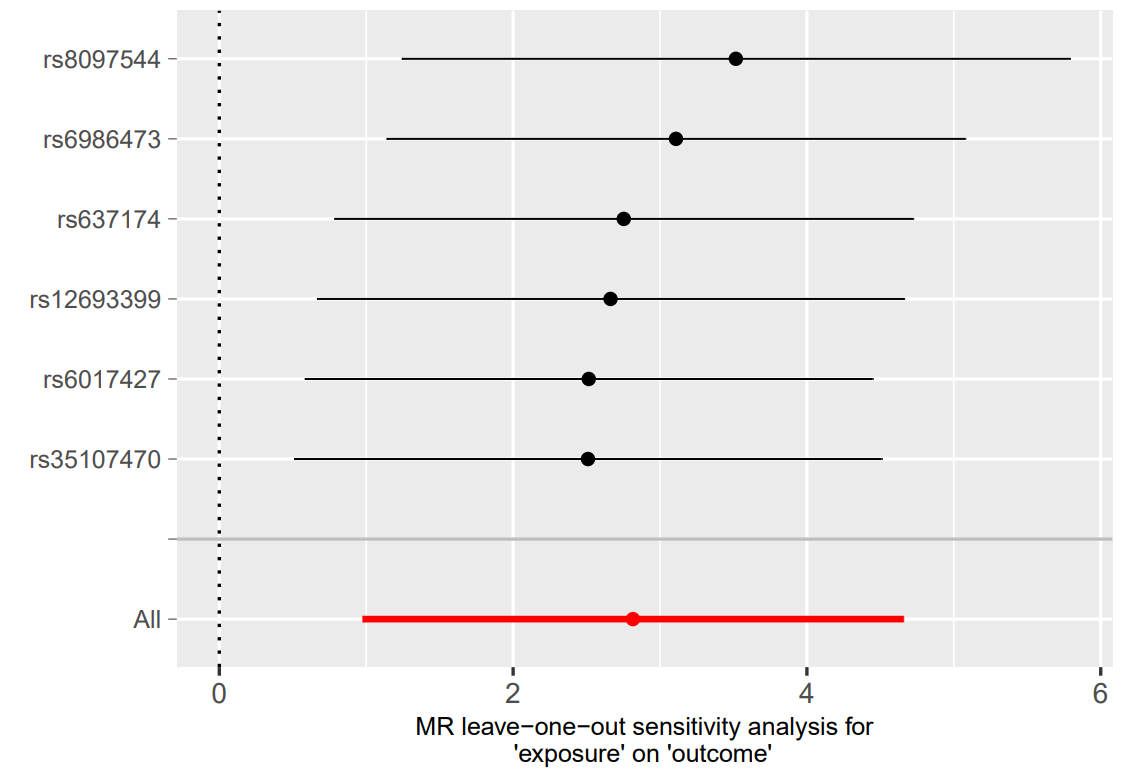 rs8097544
rs6986473
rs637174
rs12693399
rs6017427
rs35107470
All
0 2 4 6
MR leave−one−out sensitivity analysis for
'exposure' on 'outcome'